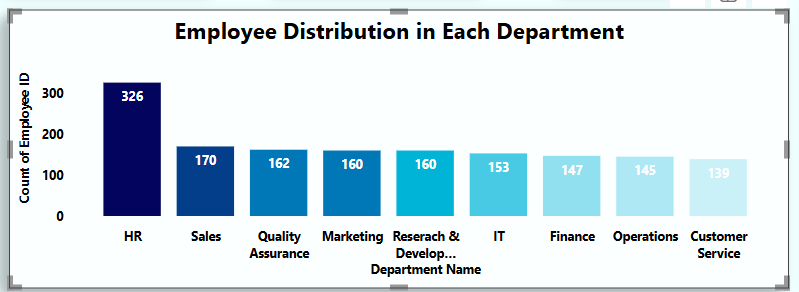 Employee Distribution in Each Department
Count of Employee ID
300
200
100
0
326
170
162
160
160
153
147
145
139
HR
Sales
Quality
Assurance
Marketing
Reserach &
Develop...
IT
Finance
Operations
Customer
Service
Department Name